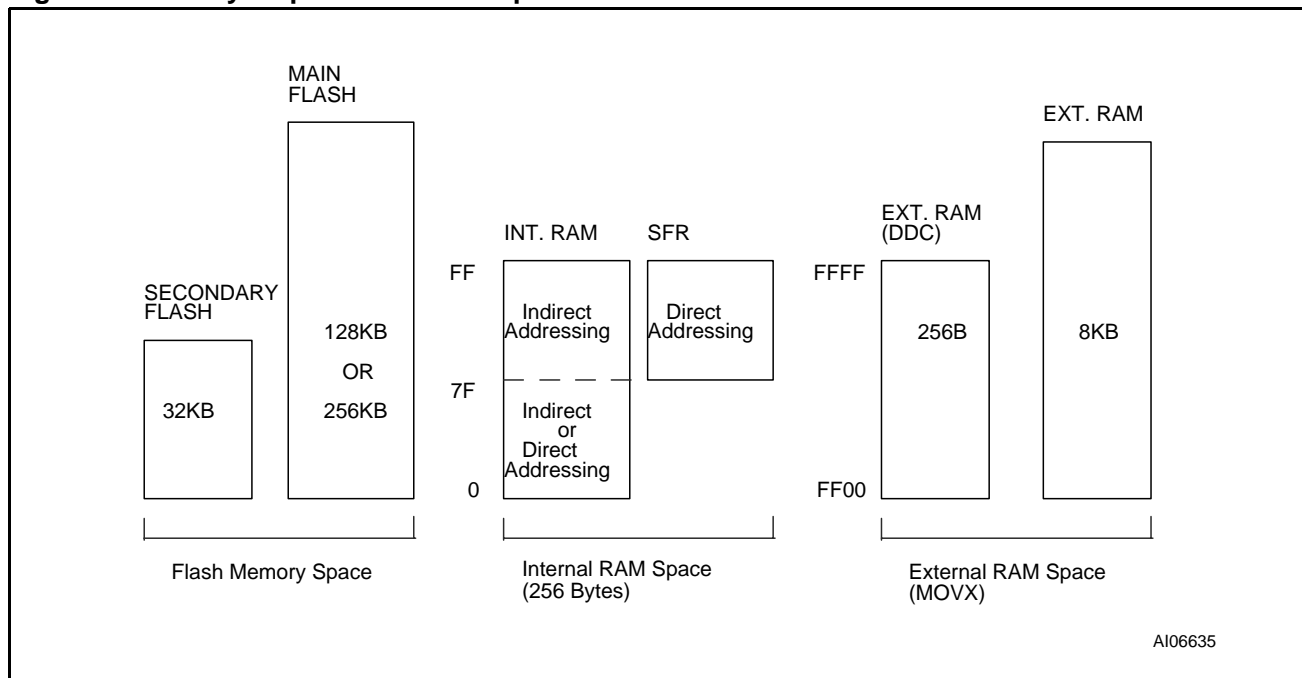 MAIN
FLASH
EXT. RAM
EXT. RAM
(DDC)
INT. RAM
SFR
FF
FFFF
SECONDARY
FLASH
Indirect
Addressing
Direct
Addressing
128KB
OR
256KB
256B
8KB
7F
32KB
Indirect
or
Direct
Addressing
0
FF00
Flash Memory Space
Internal RAM Space
(256 Bytes)
External RAM Space
(MOVX)
AI06635